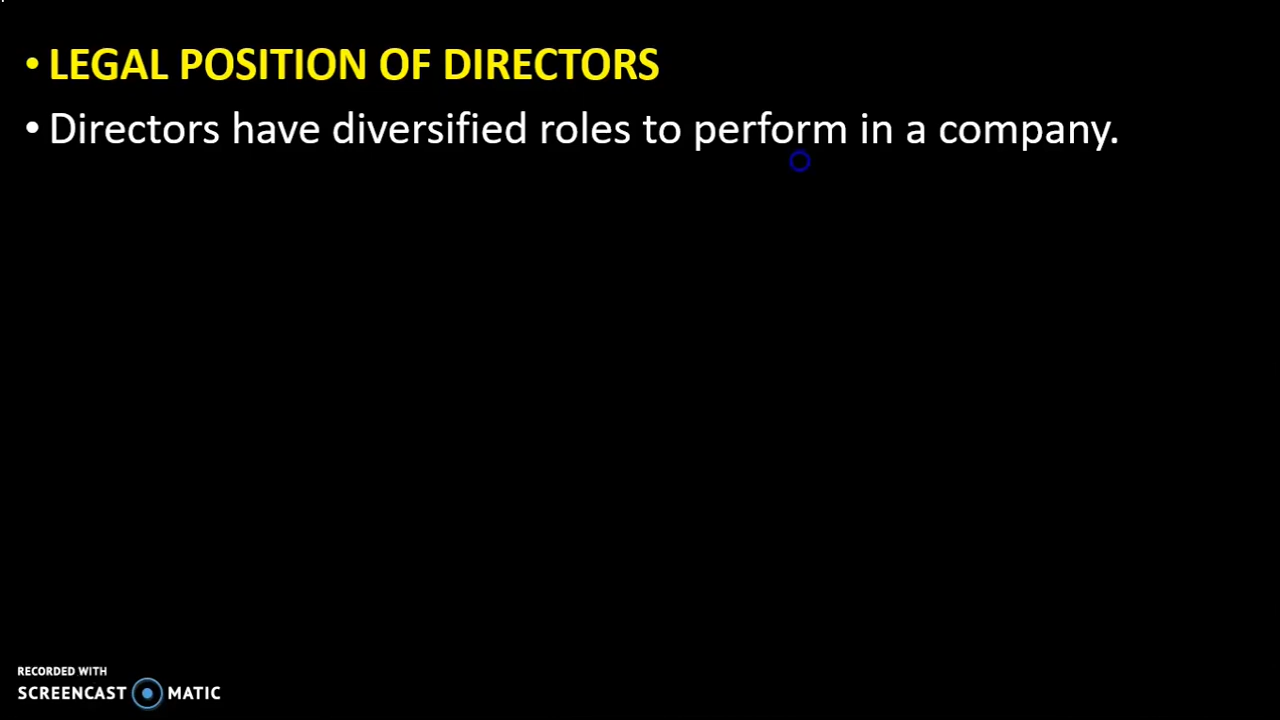 • LEGAL POSITION OF DIRECTORS
• Directors have diversified roles to perform in a company.
RECORDED WITH
SCREENCAST MATIC